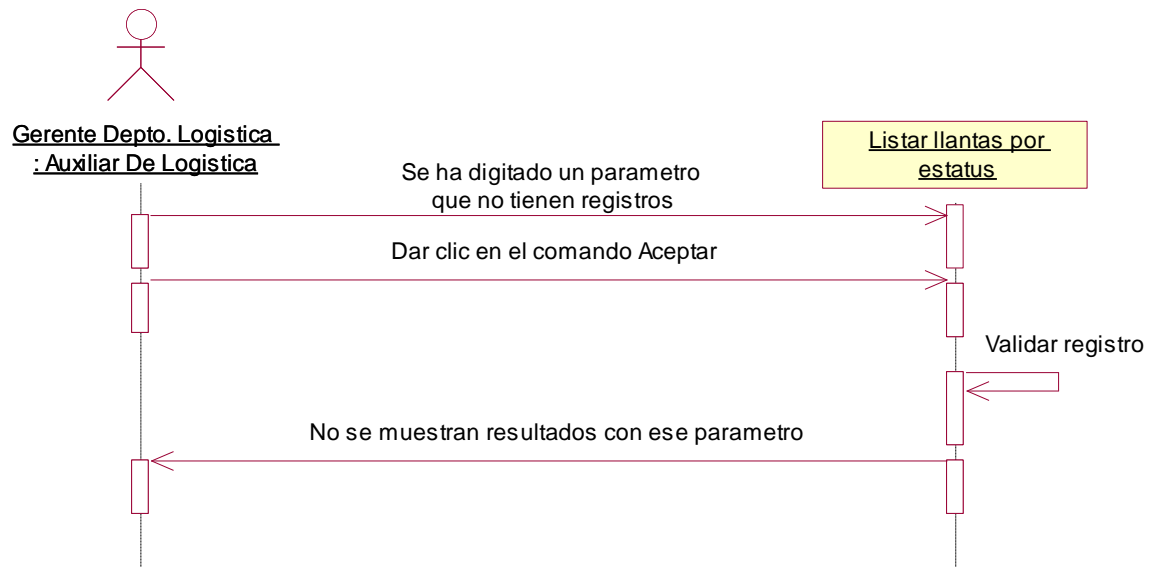 Gerente Depto. Logistica
: Auxiliar De Logistica
Listar llantas por
estatus
Se ha digitado un parametro
que no tienen registros
Dar clic en el comando Aceptar
Validar registro
No se muestran resultados con ese parametro